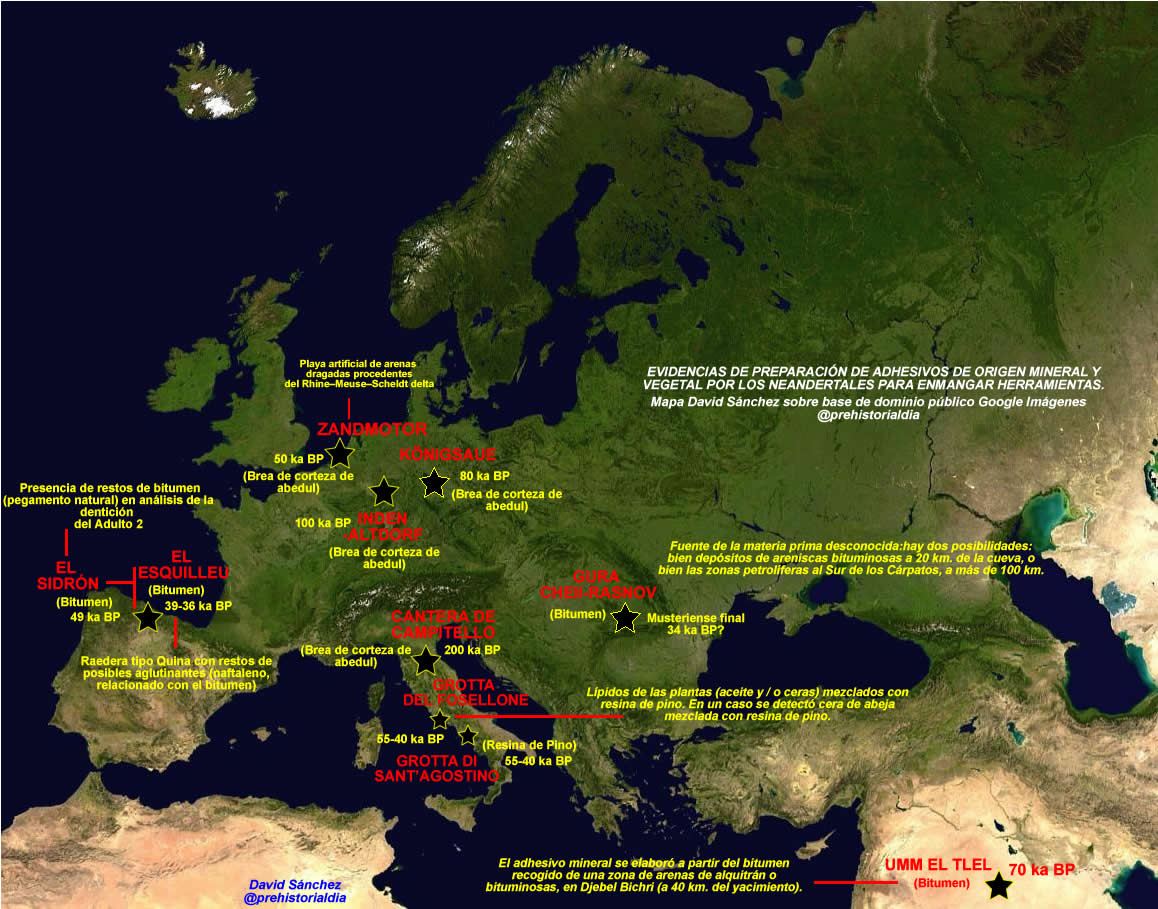 Playa artificial de arenas
dragadas procedentes
del Rhine–Meuse–Scheldt delta
ZANDMOTOR
50 ka BP
(Brea de corteza de
abedul)
KÖNIGSAUE
80 ka BP
(Brea de corteza de
abedul)
EVIDENCIAS DE PREPARACIÓN DE ADHESIVOS DE ORIGEN MINERAL Y
VEGETAL POR LOS NEANDERTALES PARA ENMANGAR HERRAMIENTAS.
Mapa David Sánchez sobre base de dominio público Google Imágenes
@prehistorialdia
100 ka BP
INDEN
-ALTDORF
(Brea de corteza de
abedul)
Presencia de restos de bitumen
(pegamento natural) en análisis de la
dentición
del Adulto 2
EL
SIDRÓN
(Bitumen)
49 ka BP
EL
ESQUILLEU
(Bitumen)
39-36 ka BP
Raedera tipo Quina con restos de
posibles aglutinantes (naftaleno,
relacionado con el bitumen)
Fuente de la materia prima desconocida:hay dos posibilidades:
bien depósitos de areniscas bituminosas a 20 km. de la cueva, o
bien las zonas petrolíferas al Sur de los Cárpatos, a más de 100 km.
GURA
CHEII-RASNOV
(Bitumen)
Musteriense final
34 ka BP?
CANTERA DE
CAMPITELLO
(Brea de corteza de
abedul)
200 ka BP
GROTTA
DEL FOSELLONE
55-40 ka BP
Lípidos de las plantas (aceite y / o ceras) mezclados con
resina de pino. En un caso se detectó cera de abeja
mezclada con resina de pino.
(Resina de Pino)
55-40 ka BP
GROTTA DI
SANT'AGOSTINO
El adhesivo mineral se elaboró a partir del bitumen
recogido de una zona de arenas de alquitrán o
bituminosas, en Djebel Bichri (a 40 km. del yacimiento).
UMM EL TLEL
(Bitumen)
70 ka BP
David Sánchez
@prehistorialdia